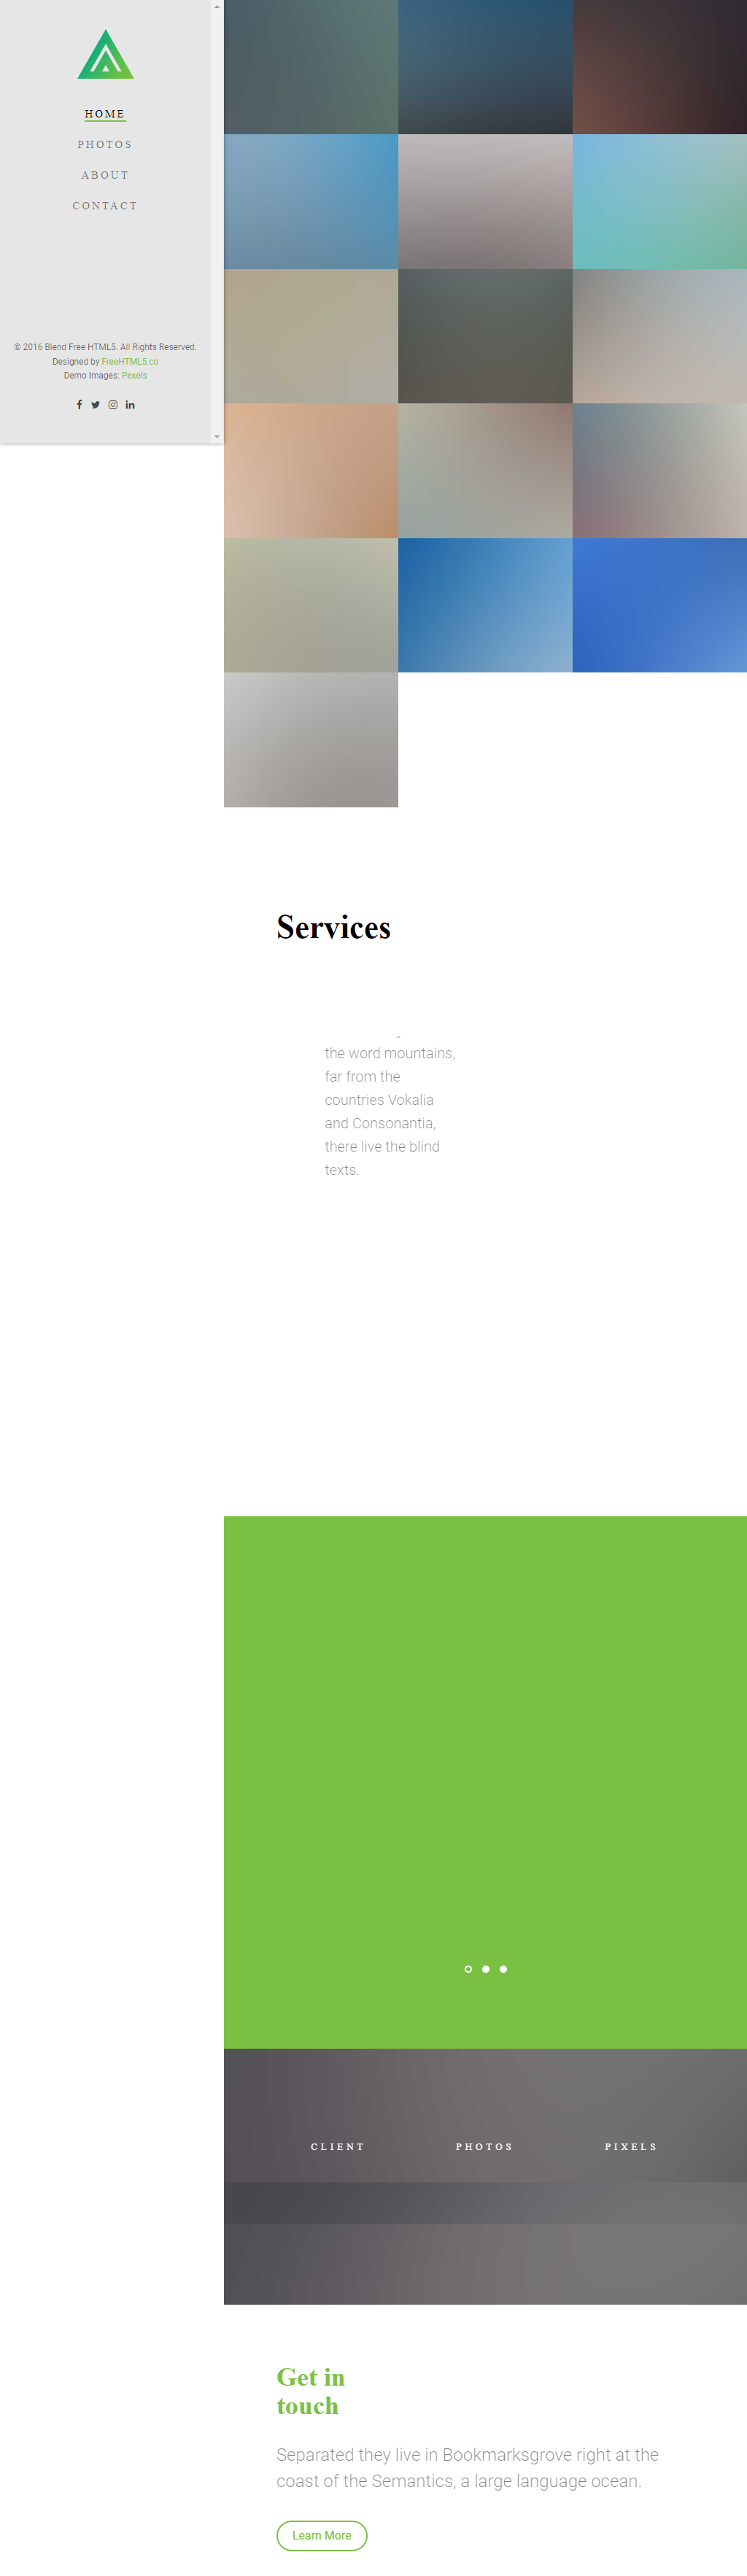 HOME
PHOTOS
ABOUT
CONTACT
© 2016 Blend Free HTML5. All Rights Reserved.
Designed by FreeHTML5.co
Demo Images: Pexels
Services
the word mountains,
far from the
countries Vokalia
and Consonantia,
there live the blind
texts.
CLIENT
PHOTOS
PIXELS
Get in
touch
Separated they live in Bookmarksgrove right at the
coast of the Semantics, a large language ocean.
Learn More